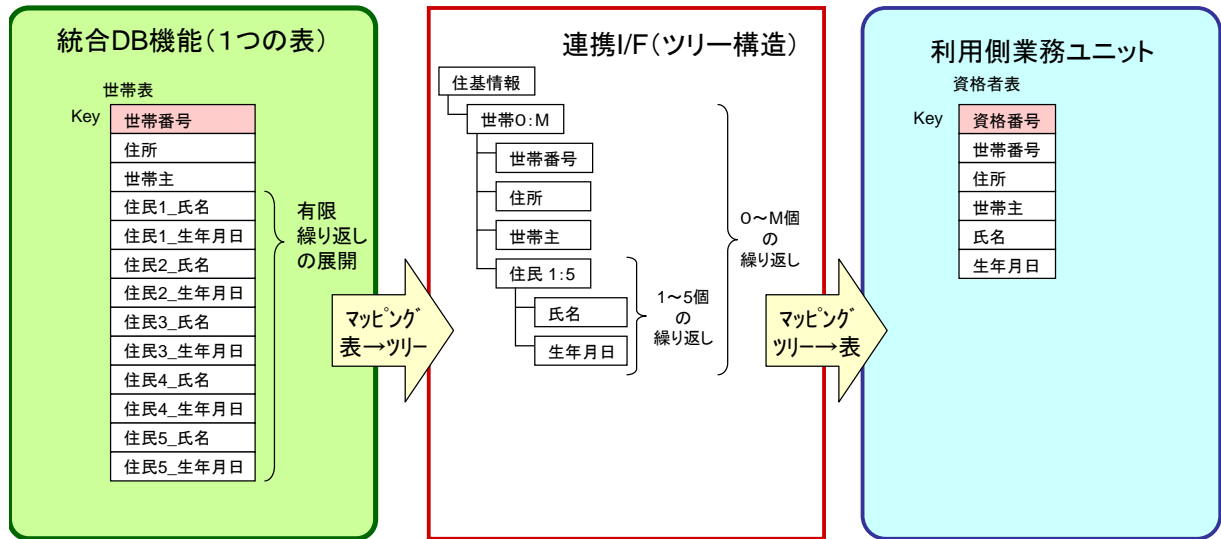 統合DB機能（１つの表）
世帯表
Key
世帯番号
住所
世帯主
住民1_氏名
住民1_生年月日
住民2_氏名
住民2_生年月日
住民3_氏名
住民3_生年月日
住民4_氏名
住民4_生年月日
住民5_氏名
住民5_生年月日
有限
繰り返し
の展開
マッピング
表→ツリー
連携I/F（ツリー構造）
住基情報
世帯0：M
世帯番号
住所
世帯主
住民 1：5
氏名
生年月日
1～5個
の
繰り返し
0～M個
の
繰り返し
マッピング
ツリー→表
利用側業務ユニット
資格者表
Key
資格番号
世帯番号
住所
世帯主
氏名
生年月日